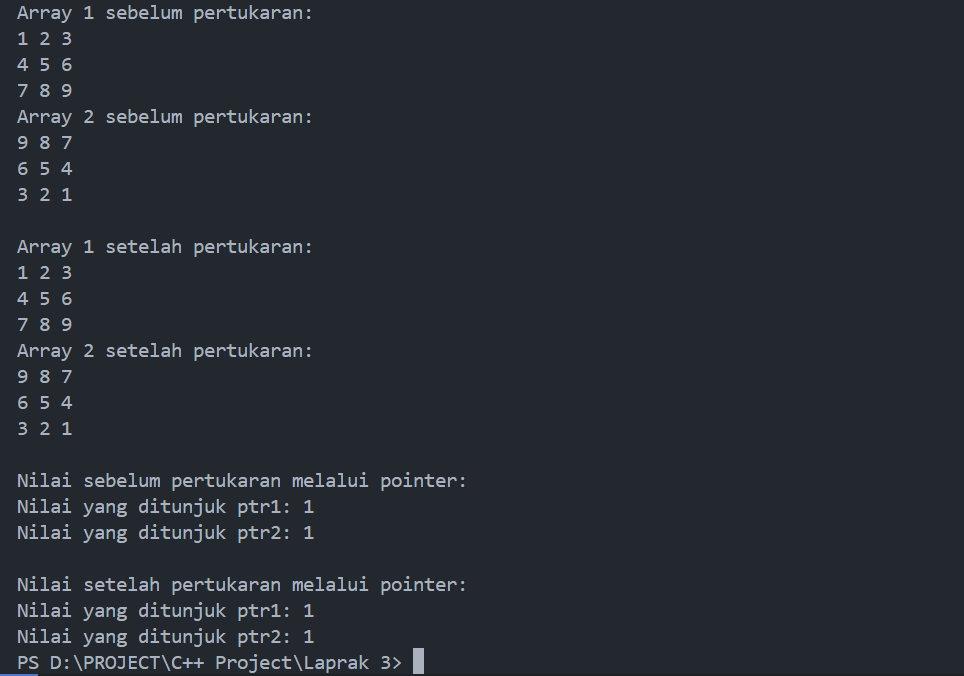 Array 1 sebelum pertukaran:
1 2 3
4 5 6
7 8 9
Array 2 sebelum pertukaran:
9 8 7
6 5 4
3 2 1
Array 1 setelah pertukaran:
1 2 3
4 5 6
7 8 9
Array 2 setelah pertukaran:
9 8 7
6 5 4
3 2 1
Nilai sebelum pertukaran melalui pointer:
Nilai yang ditunjuk ptr1: 1
Nilai yang ditunjuk ptr2: 1
Nilai setelah pertukaran melalui pointer:
Nilai yang ditunjuk ptr1: 1
Nilai yang ditunjuk ptr2: 1
PS D:\PROJECT\C++ Project\Laprak 3>